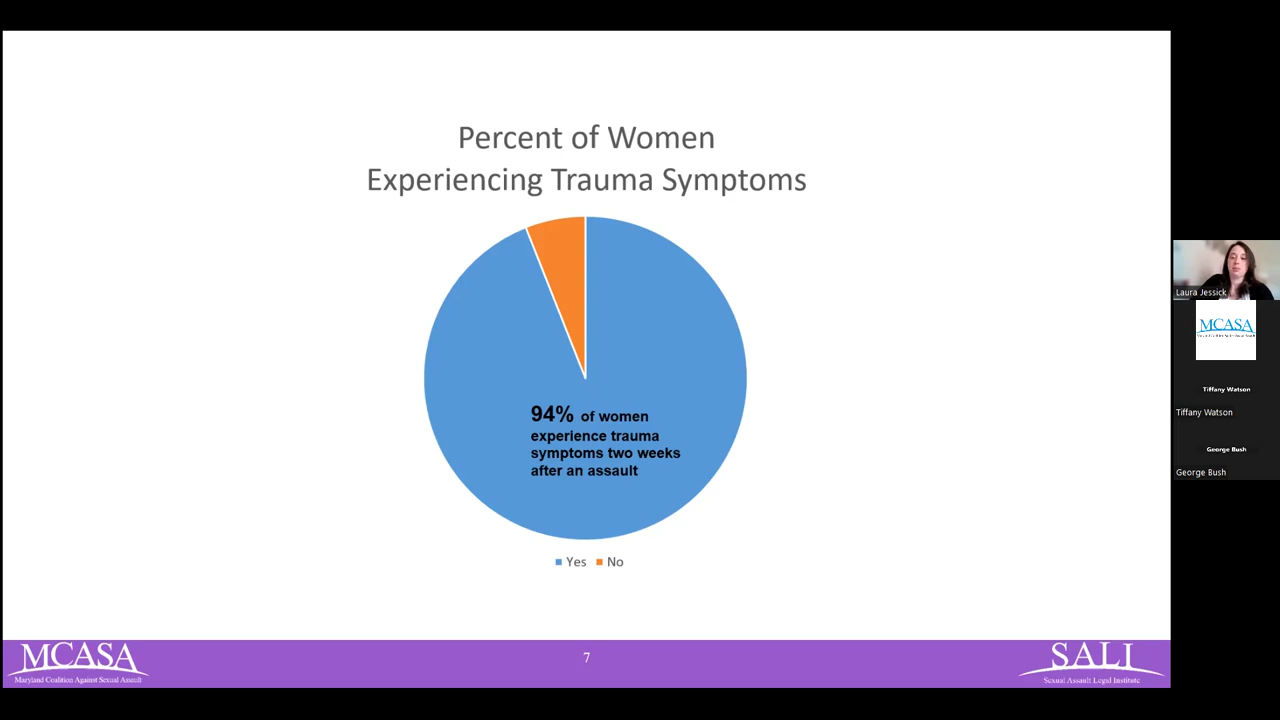 Percent of Women
Experiencing Trauma Symptoms
94% of women
experience trauma
symptoms two weeks
after an assault
Yes No
MCASA
Maryland Coalition Against Sexual Assault
7
SALI
Sexual Assault Legal Institute
Laura Jessick
MCASA
Tiffany Watson
Tiffany Watson
George Bush
George Bush